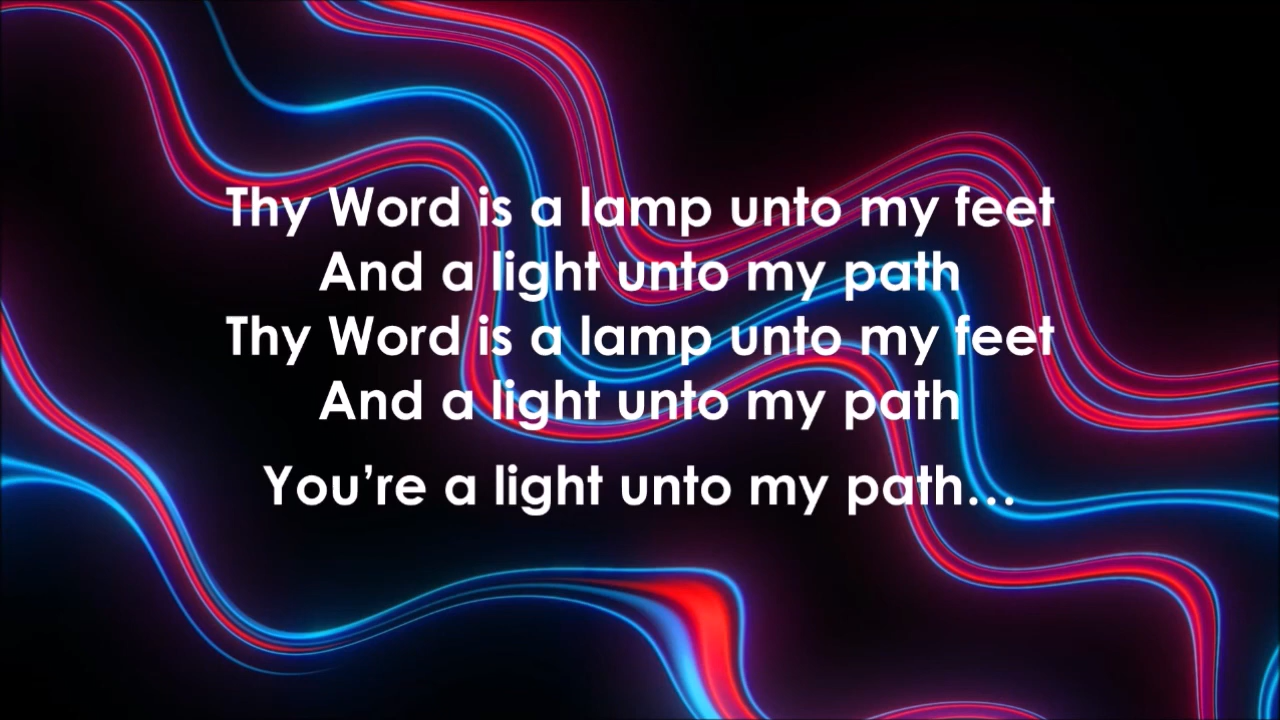 Thy Word is a lamp unto my feet
And a light unto my path
Thy Word is a lamp unto my feet
And a light unto my path
You’re a light unto my path…